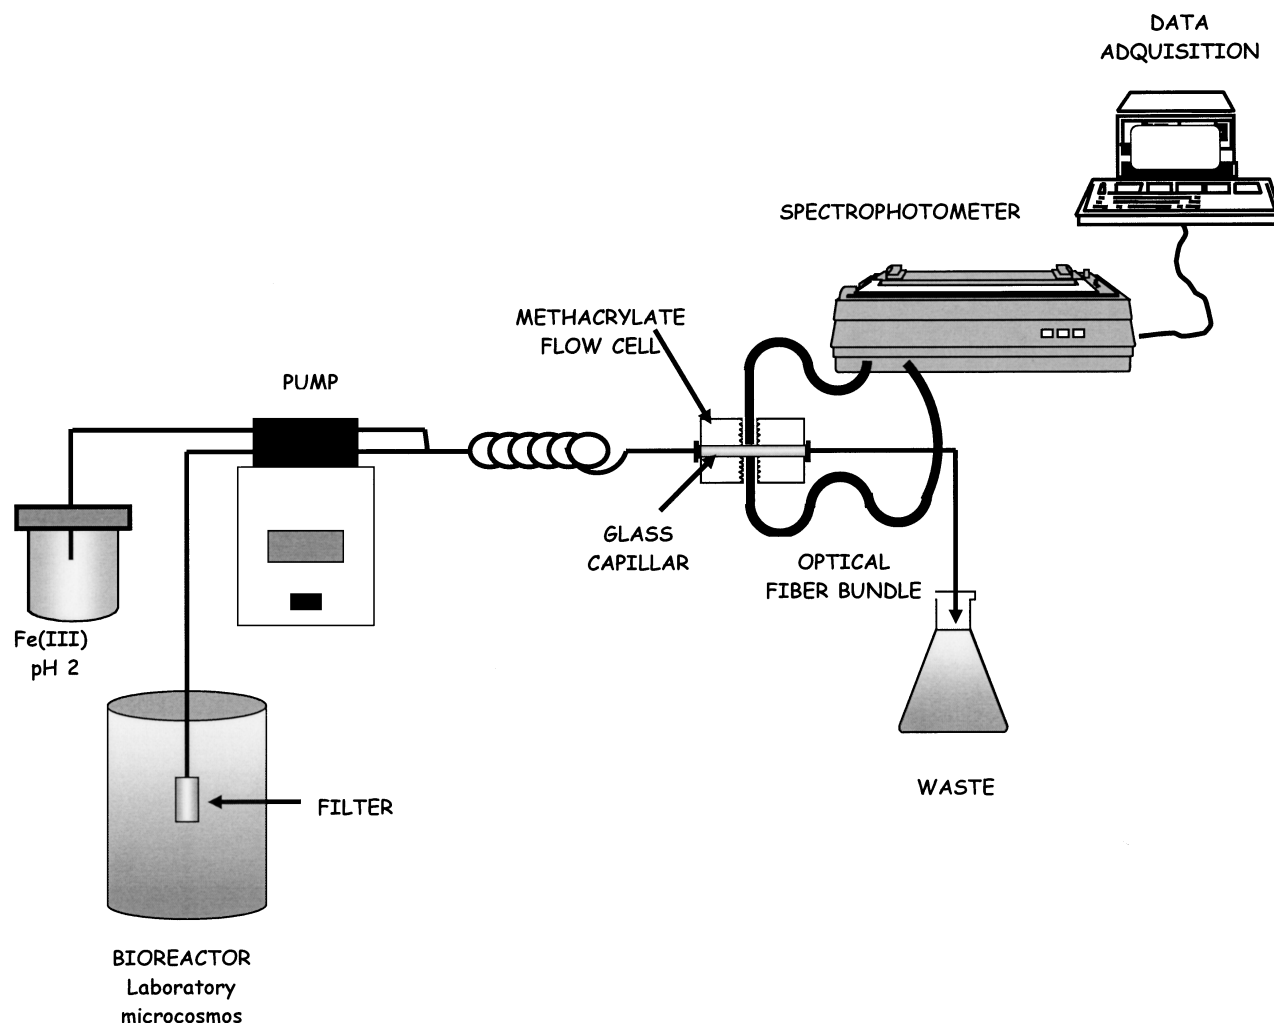 DATA
ADQUISITION
SPECTROPHOTOMETER
METHACRYLATE
FLOW CELL
PUMP
GLASS
CAPILLAR
OPTICAL
FIBER BUNDLE
Fe(III)
pH 2
WASTE
FILTER
BIOREACTOR
Laboratory
microcosmos